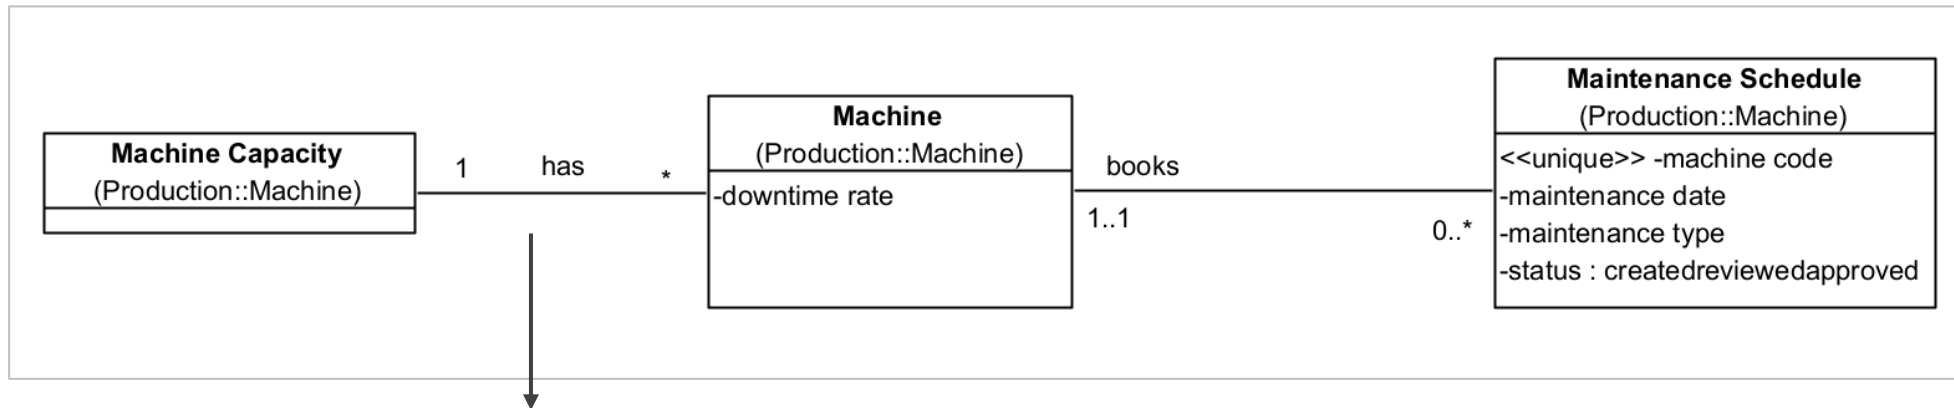 Machine Capacity
(Production::Machine)
1
has
*
Machine
(Production::Machine)
-downtime rate
books
1..1
0..*
Maintenance Schedule
(Production::Machine)
<<unique>> -machine code
-maintenance date
-maintenance type
-status : createdreviewedapproved